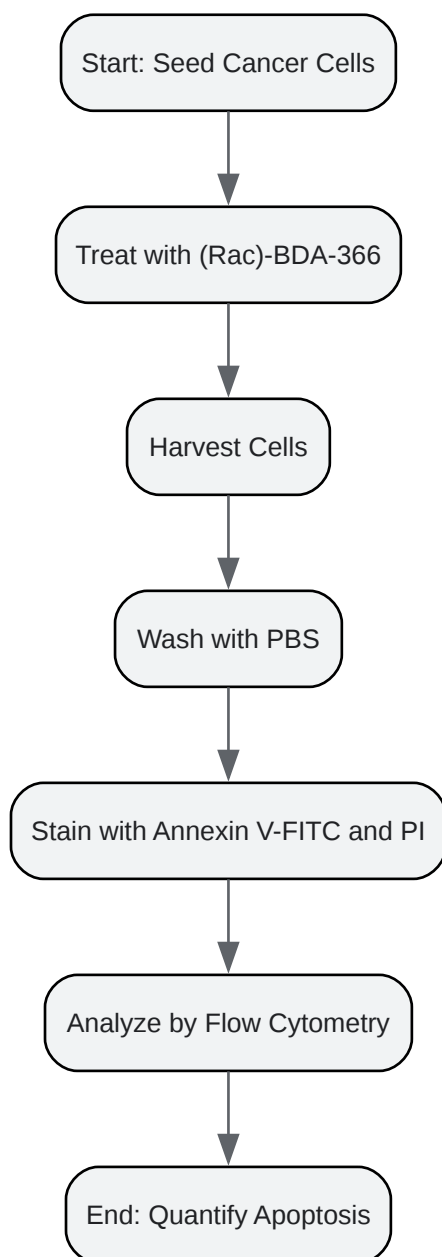 Start: Seed Cancer Cells
Treat with (Rac)-BDA-366
Harvest Cells
Wash with PBS
Stain with Annexin V-FITC and PI
Analyze by Flow Cytometry
End: Quantify Apoptosis